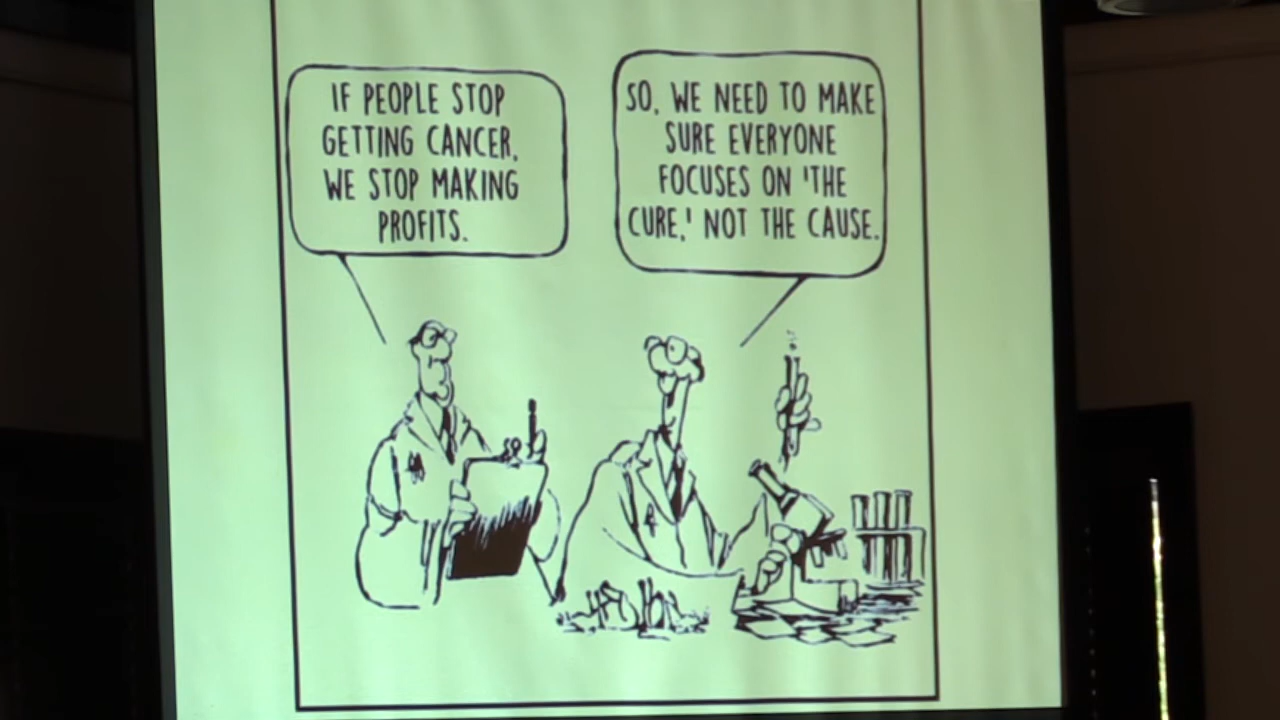 IF PEOPLE STOP
GETTING CANCER,
WE STOP MAKING
PROFITS.
SO, WE NEED TO MAKE
SURE EVERYONE
FOCUSES ON 'THE
CURE,' NOT THE CAUSE.